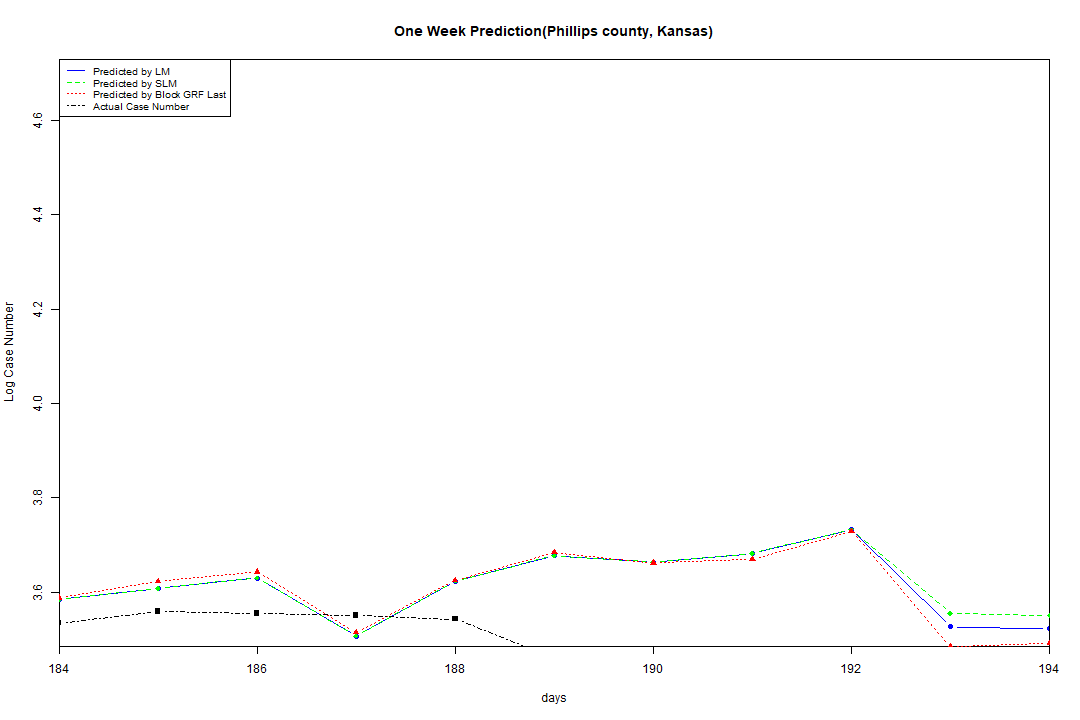 One Week Prediction(Phillips county, Kansas)
Predicted by LM
Predicted by SLM
Predicted by Block GRF Last
Actual Case Number
4.6
4.4
4.2
4.0
3.8
3.6
Log Case Number
184 186 188 190 192 194
days